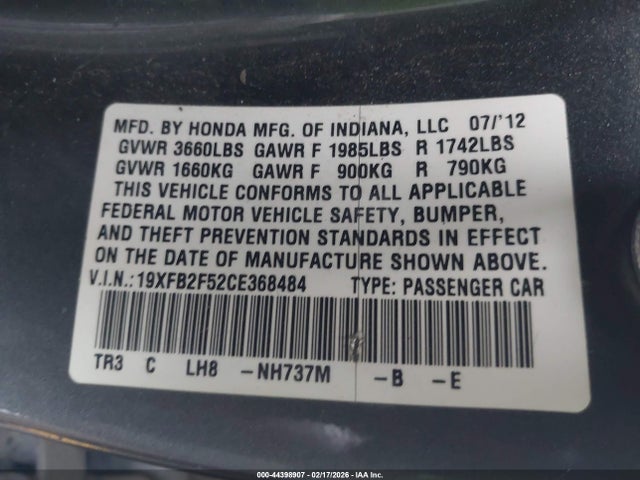 MFD. BY HONDA MFG. OF INDIANA, LLC 07/'12
GVWR 3660LBS GAWR F 1985LBS R 1742LBS
GVWR 1660KG GAWR F 900KG R 790KG
THIS VEHICLE CONFORMS TO ALL APPLICABLE
FEDERAL MOTOR VEHICLE SAFETY, BUMPER,
AND THEFT PREVENTION STANDARDS IN EFFECT
ON THE DATE OF MANUFACTURE SHOWN ABOVE.
V.I.N.:19XFB2F52CE368484 TYPE: PASSENGER CAR
TR3 C LH8 -NH737M -B -E
000-44398907 - 02/17/2026 - IAA Inc.